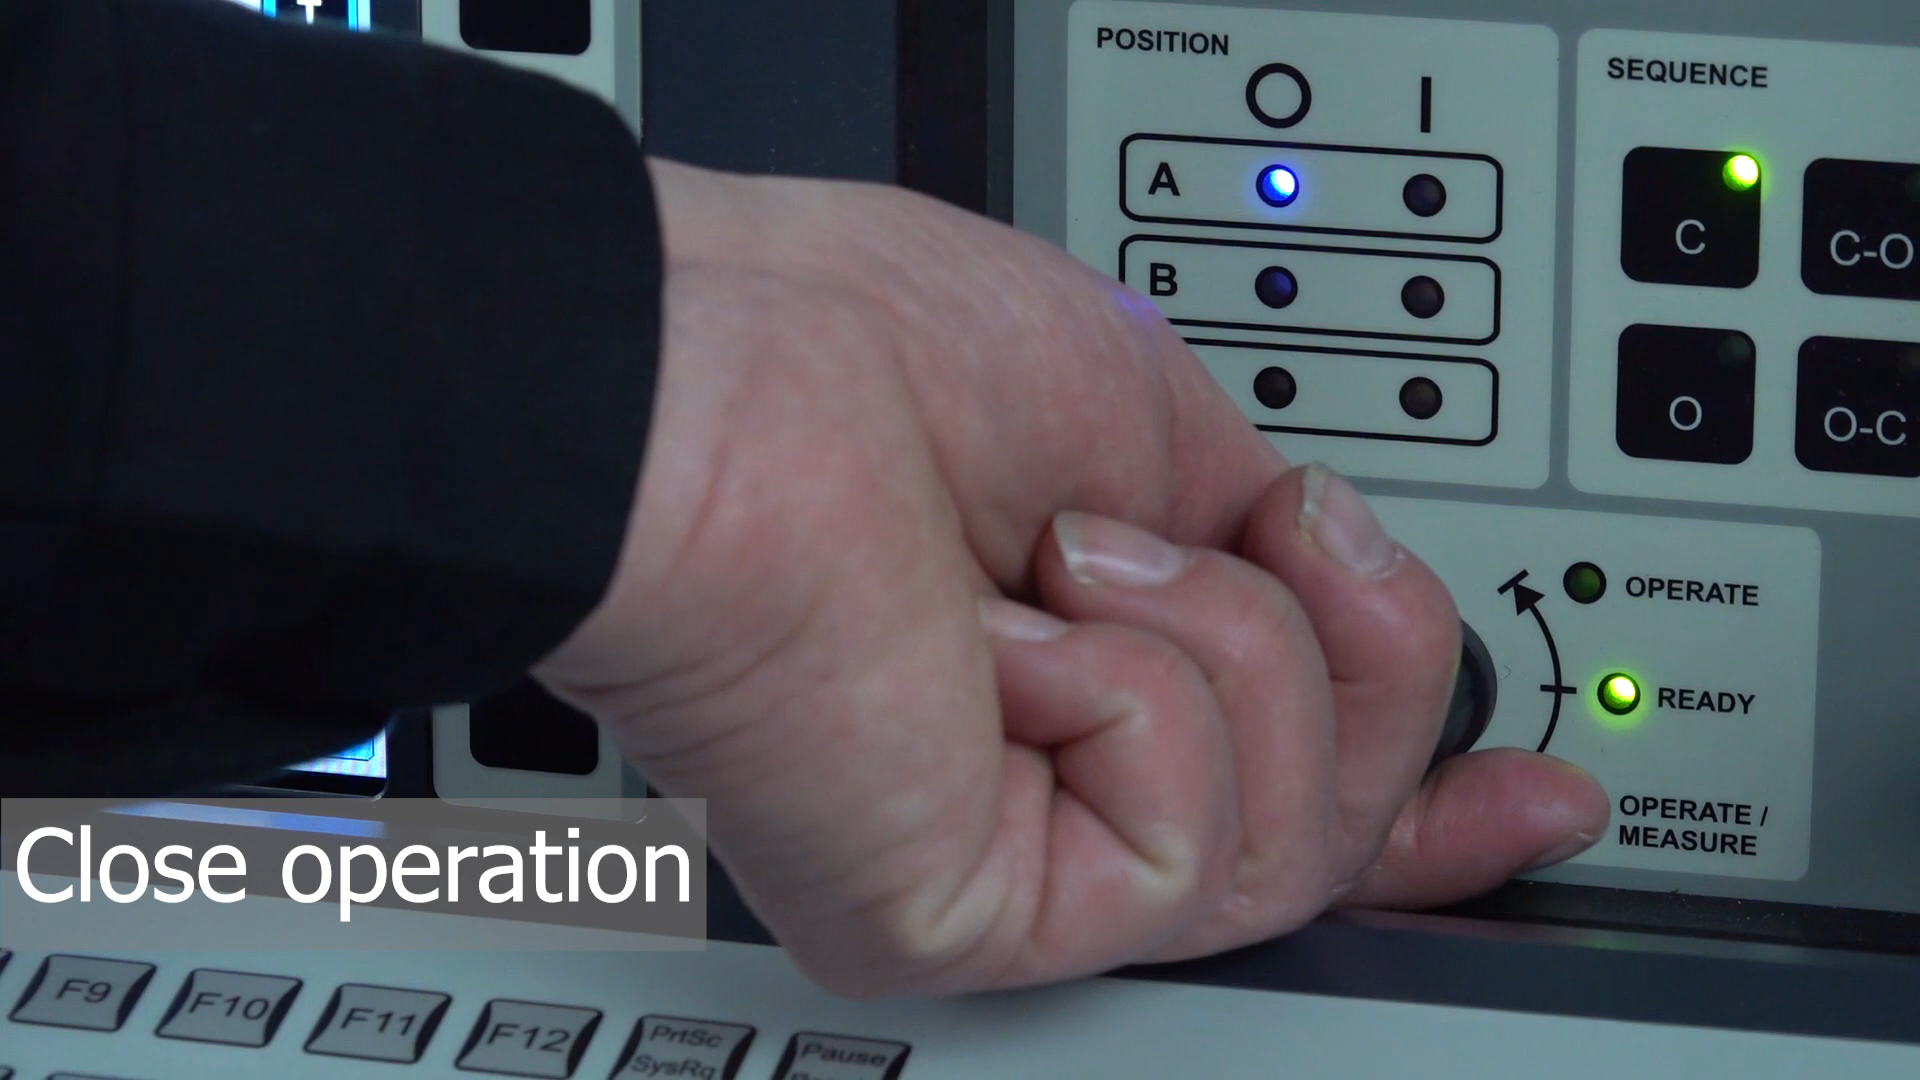 POSITION
SEQUENCE
O I
A
B
C
C-O
O
O-C
OPERATE
READY
OPERATE /
MEASURE
Close operation
F9
F10
F11
F12
PrtSc
SysRq
Pause